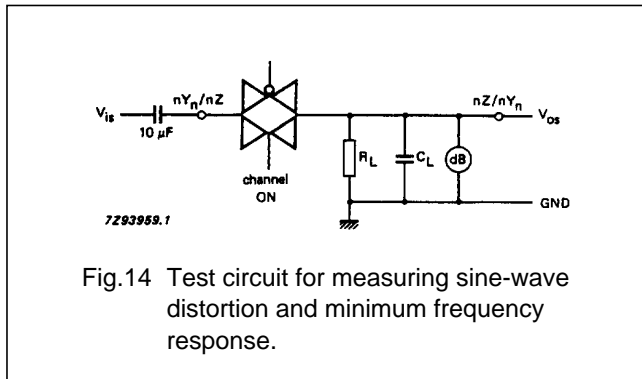 nYn/nZ
nZ/nYn
Vis
Vos
10 µF
RL
CL
dB
channel
ON
GND
7Z93959.1
Fig.14 Test circuit for measuring sine-wave
distortion and minimum frequency
response.